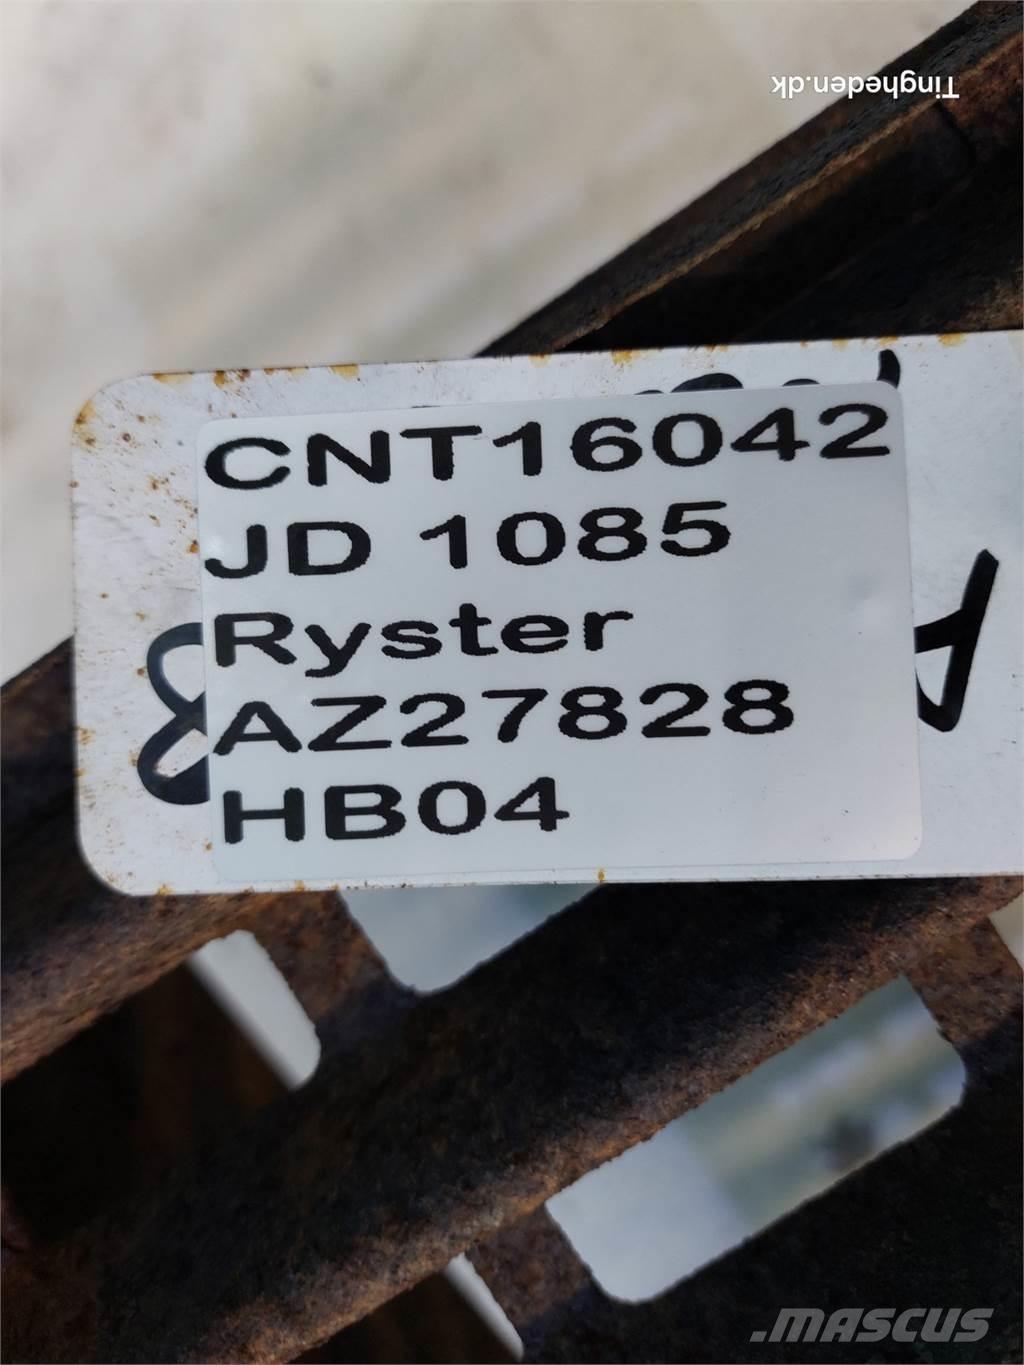 Tingheden.dk
CNT16042
JD 1085
Ryster
AZ27828
HB04
.MASCUS